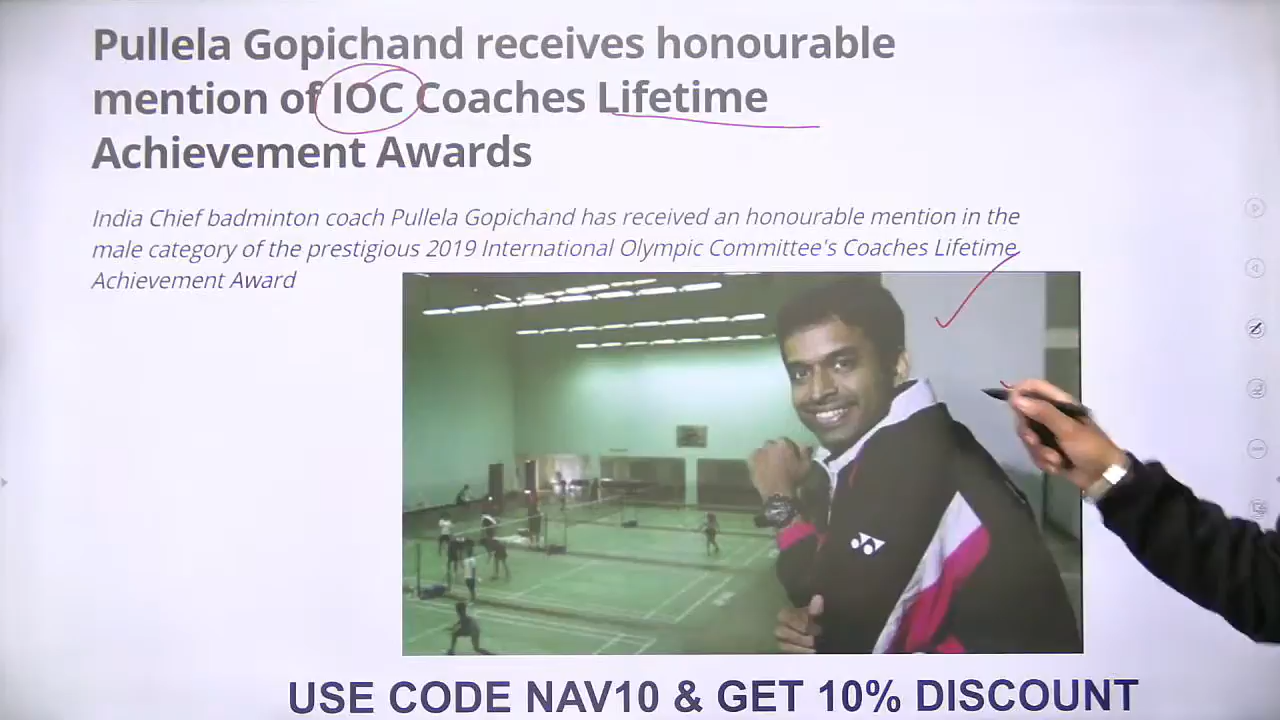 Pullela Gopichand receives honourable
mention of IOC Coaches Lifetime
Achievement Awards
India Chief badminton coach Pullela Gopichand has received an honourable mention in the
male category of the prestigious 2019 International Olympic Committee's Coaches Lifetime
Achievement Award
USE CODE NAV10 & GET 10% DISCOUNT